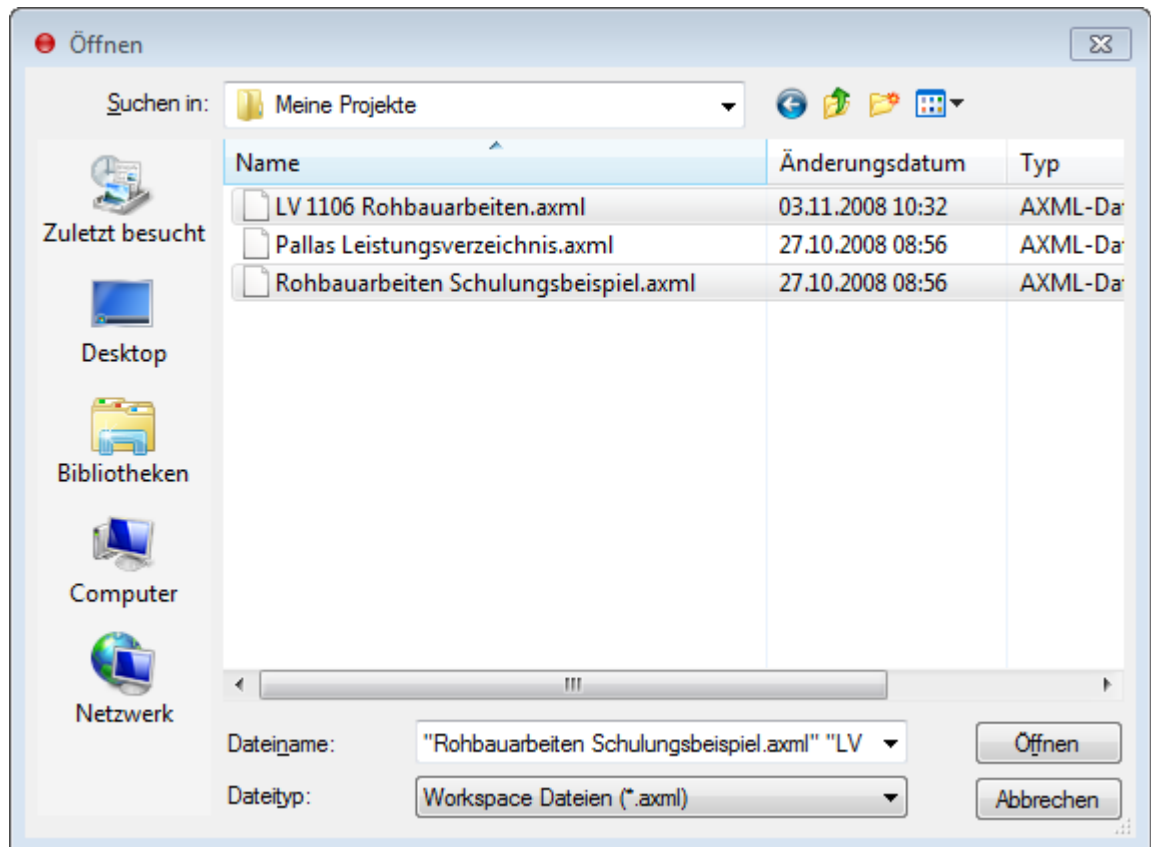 Öffnen
Suchen in: Meine Projekte
Name Änderungsdatum Typ
LV 1106 Rohbauarbeiten.axml 03.11.2008 10:32 AXML-Da
Pallas Leistungsverzeichnis.axml 27.10.2008 08:56 AXML-Da
Rohbauarbeiten Schulungsbeispiel.axml 27.10.2008 08:56 AXML-Da
Zuletzt besucht
Desktop
Bibliotheken
Computer
Netzwerk
Dateiname: "Rohbauarbeiten Schulungsbeispiel.axml" "LV Öffnen
Dateityp: Workspace Dateien (*.axml) Abbrechen